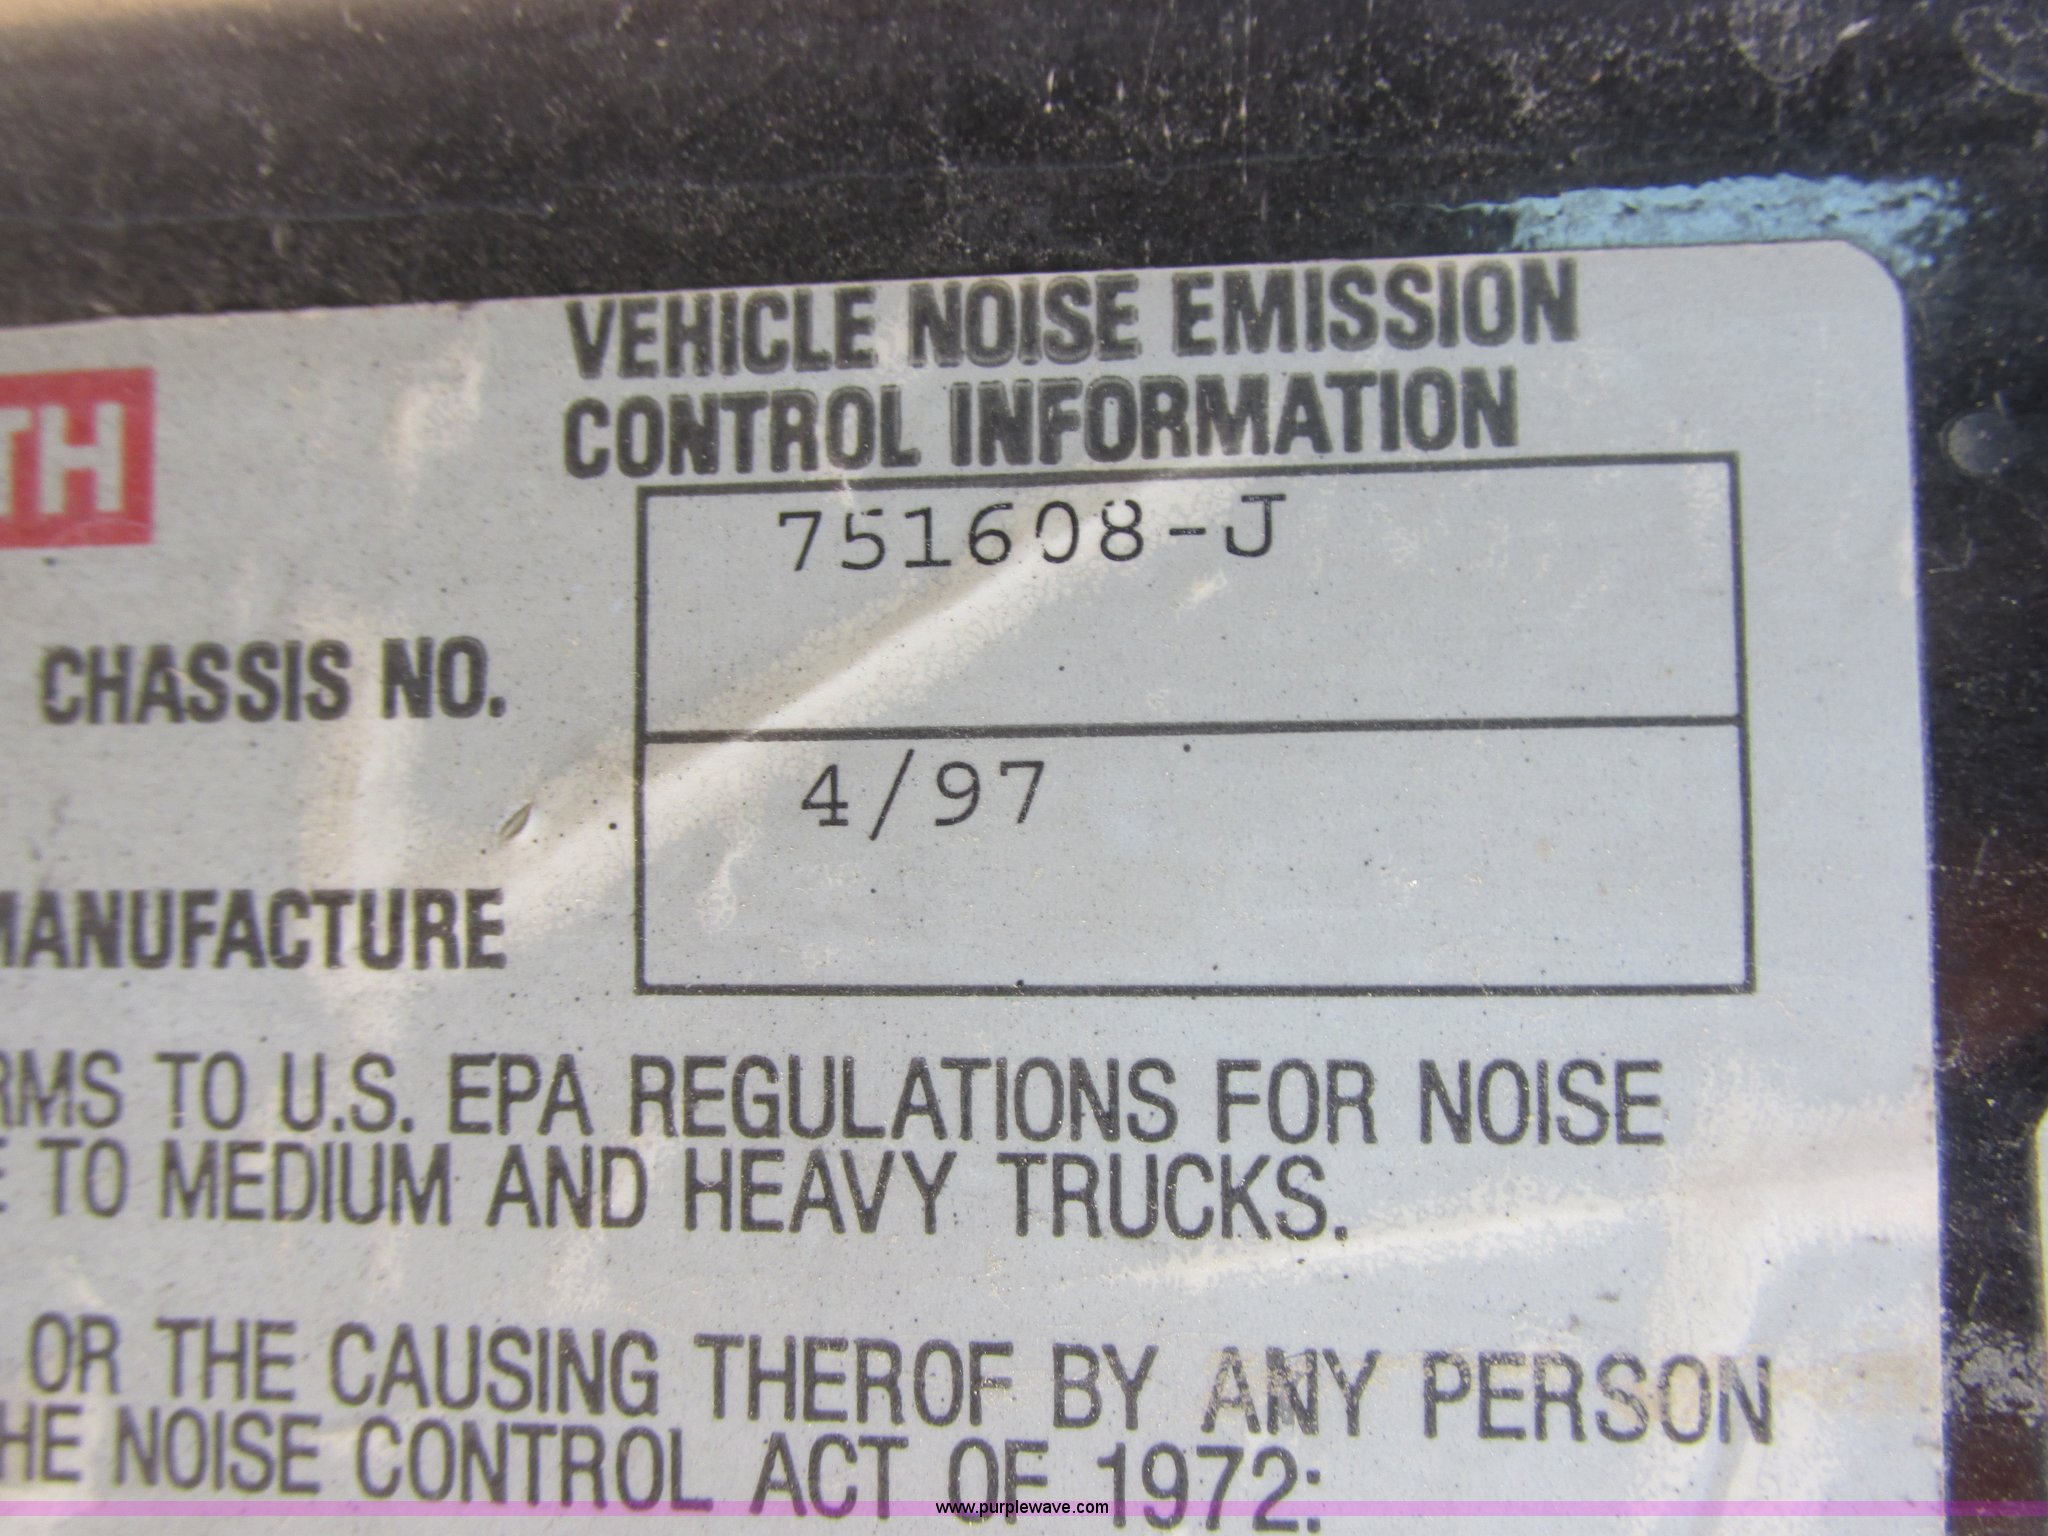 VEHICLE NOISE EMISSION
CONTROL INFORMATION
TH
751608-J
CHASSIS NO.
4/97
MANUFACTURE
RMS TO U.S. EPA REGULATIONS FOR NOISE
E TO MEDIUM AND HEAVY TRUCKS.
OR THE CAUSING THEROF BY ANY PERSON
HE NOISE CONTROL ACT OF 1972:
www.purplewave.com